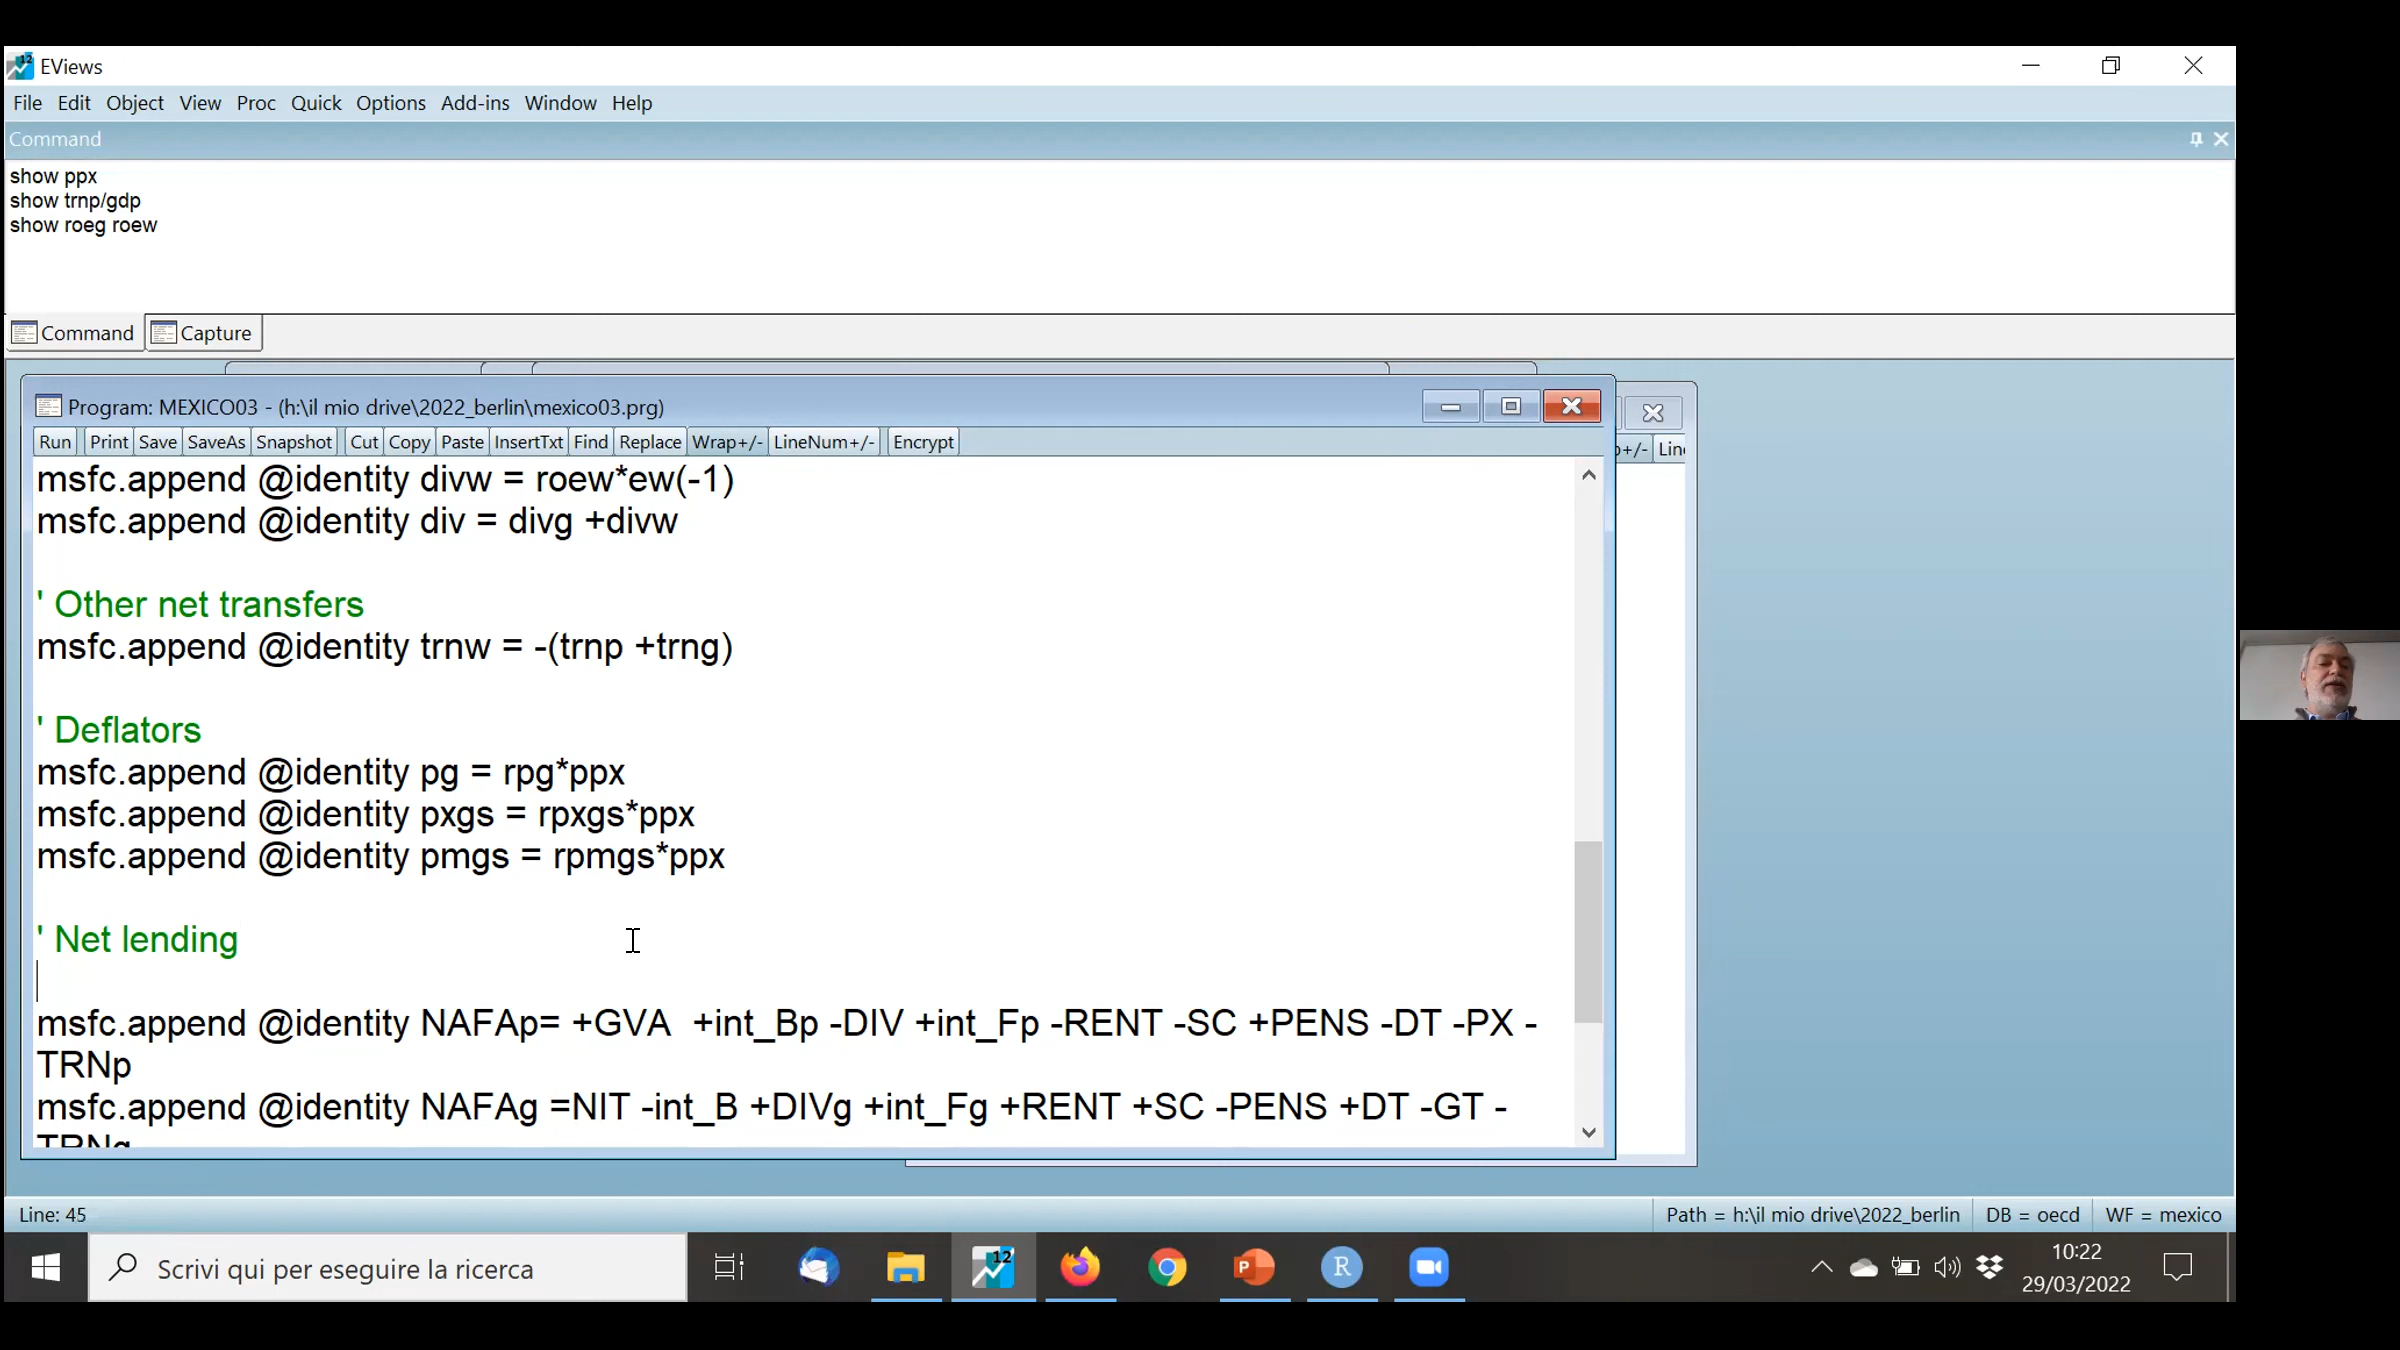 EViews
File Edit Object View Proc Quick Options Add-ins Window Help
Command
show ppx
show trnp/gdp
show roeg roew
Command Capture
Program: MEXICO03 - (h:\il mio drive\2022_berlin\mexico03.prg)
Run Print Save SaveAs Snapshot Cut Copy Paste InsertTxt Find Replace Wrap+/- LineNum+/- Encrypt
msfc.append @identity divw = roew*ew(-1)
msfc.append @identity div = divg +divw
' Other net transfers
msfc.append @identity trnw = -(trnp +trng)
' Deflators
msfc.append @identity pg = rpg*ppx
msfc.append @identity pxgs = rpxgs*ppx
msfc.append @identity pmgs = rpmgs*ppx
' Net lending
msfc.append @identity NAFAp= +GVA  +int_Bp -DIV +int_Fp -RENT -SC +PENS -DT -PX -
TRNp
msfc.append @identity NAFAg =NIT -int_B +DIVg +int_Fg +RENT +SC -PENS +DT -GT -
TRNg
Line: 45
Path = h:\il mio drive\2022_berlin DB = oecd WF = mexico
Scrivi qui per eseguire la ricerca
12
10:22
29/03/2022